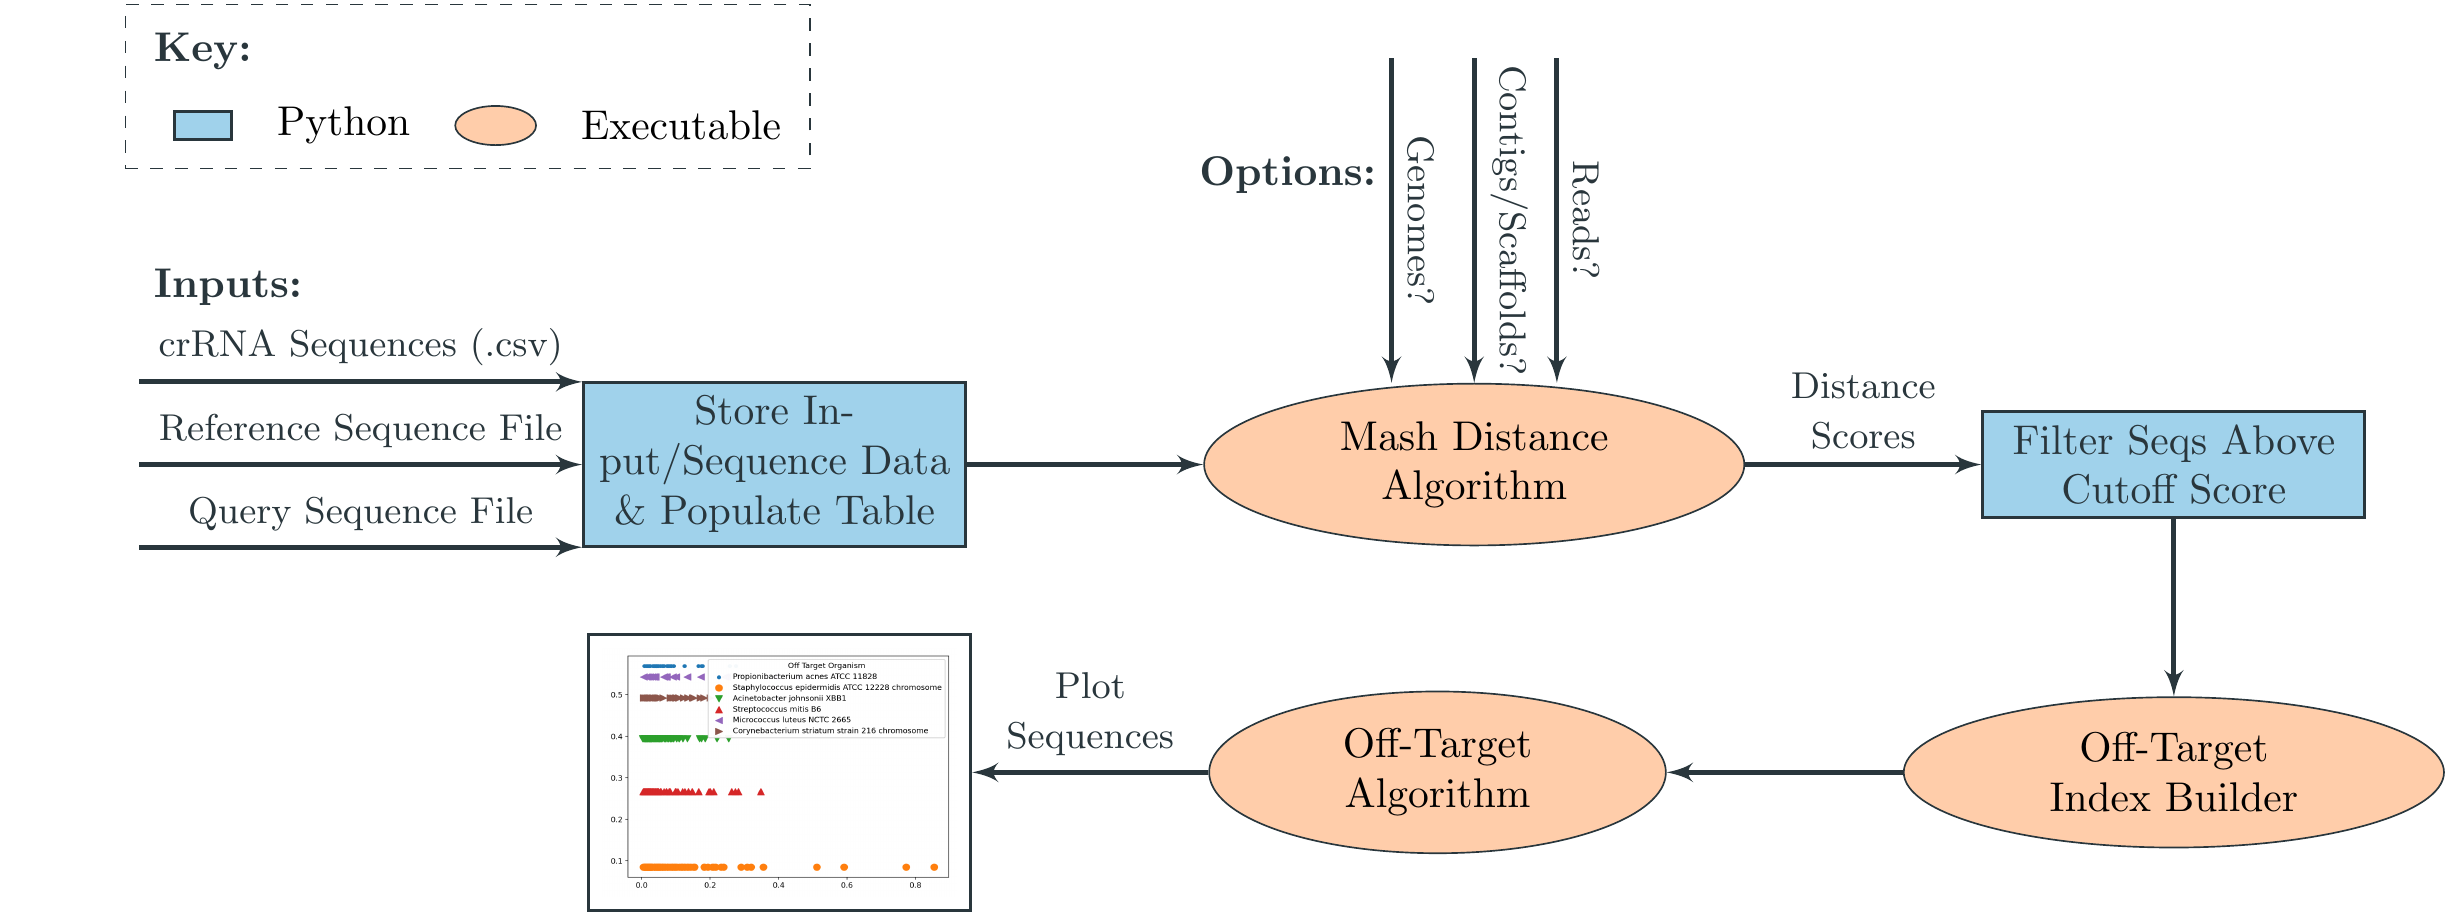 Key:
Python
Executable
Options:
Genomes?
Contigs/Scaffolds?
Reads?
Inputs:
crRNA Sequences (.csv)
Reference Sequence File
Query Sequence File
Store In-
put/Sequence Data
& Populate Table
Mash Distance
Algorithm
Distance
Scores
Filter Seqs Above
Cutoff Score
Off-Target
Index Builder
Off-Target
Algorithm
Plot
Sequences
Off Target Organism
Propionibacterium acnes ATCC 11828
Staphylococcus epidermidis ATCC 12228 chromosome
Acinetobacter johnsonii XBB1
Streptococcus mitis B6
Micrococcus luteus NCTC 2665
Corynebacterium striatum strain 216 chromosome
0.5
0.4
0.3
0.2
0.1
0.0 0.2 0.4 0.6 0.8